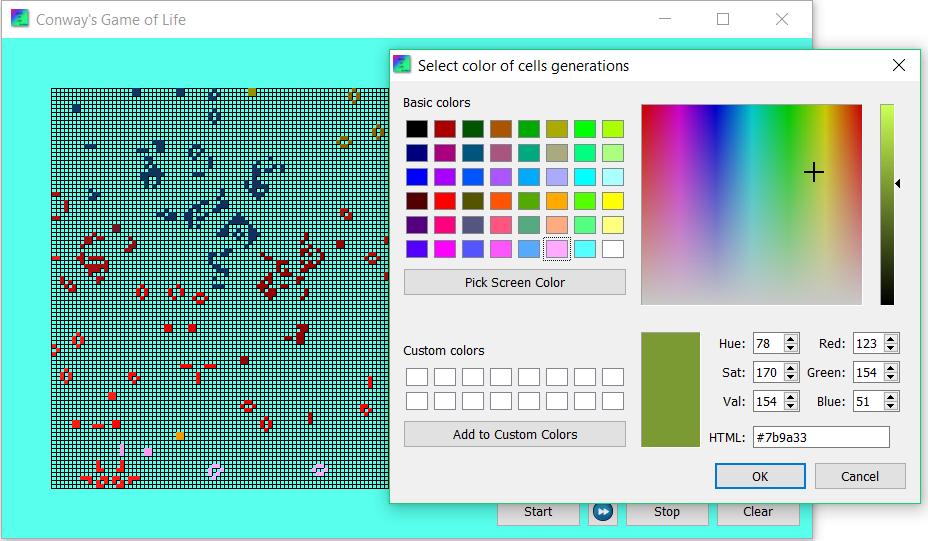 Conway's Game of Life
Select color of cells generations
Basic colors
Pick Screen Color
Custom colors
Add to Custom Colors
Hue: 78 Red: 123
Sat: 170 Green: 154
Val: 154 Blue: 51
HTML: #7b9a33
OK Cancel
Start Stop Clear